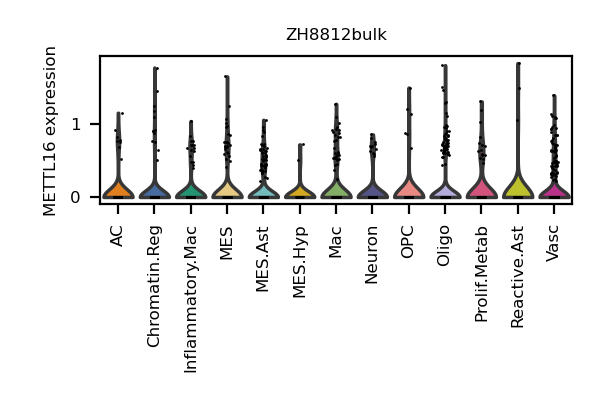 ZH8812bulk
METTL16 expression
1
0
AC
Chromatin.Reg
Inflammatory.Mac
MES
MES.Ast
MES.Hyp
Mac
Neuron
OPC
Oligo
Prolif.Metab
Reactive.Ast
Vasc